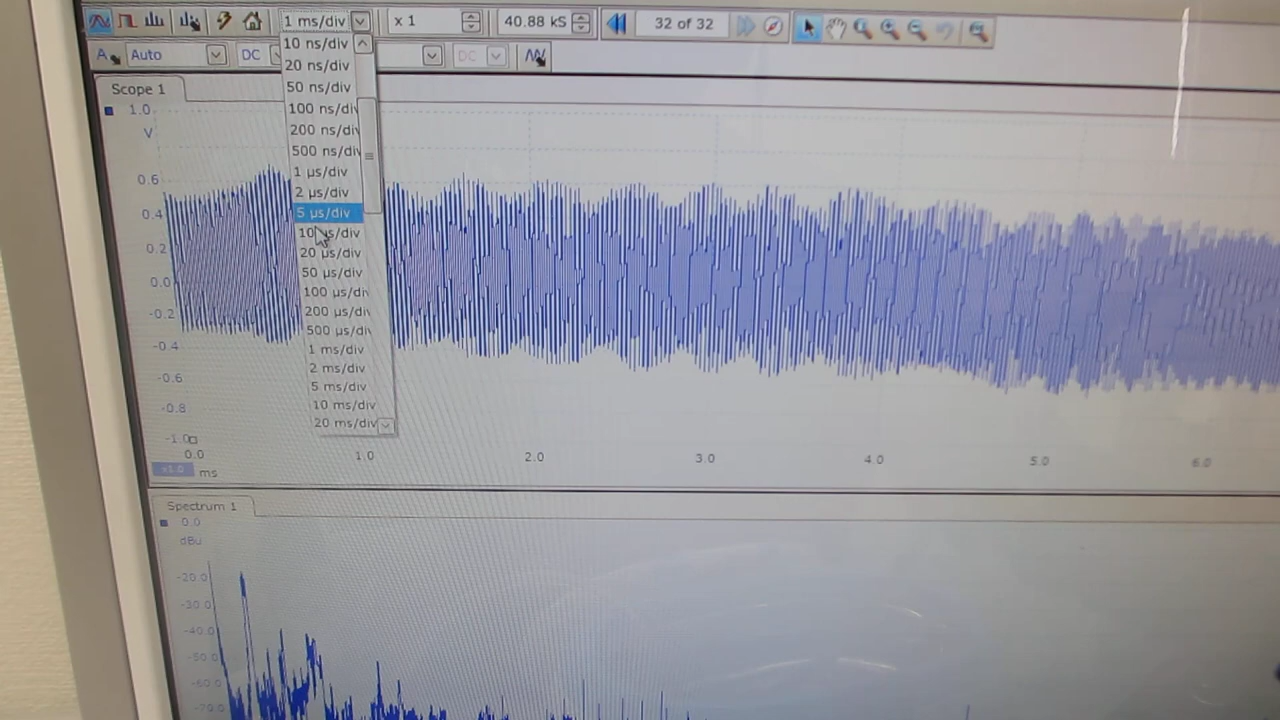 1 ms/div x 1 40.88 kS 32 of 32
A Auto DC DC
10 ns/div
20 ns/div
50 ns/div
100 ns/div
200 ns/div
500 ns/div
1 µs/div
2 µs/div
5 µs/div
10 µs/div
20 µs/div
50 µs/div
100 µs/div
200 µs/div
500 µs/div
1 ms/div
2 ms/div
5 ms/div
10 ms/div
20 ms/div
Scope 1
1.0
V
0.6
0.4
0.2
0.0
-0.2
-0.4
-0.6
-0.8
-1.0
0.0 1.0 2.0 3.0 4.0 5.0 6.0
x1.0 ms
Spectrum 1
0.0
dBu
-20.0
-30.0
-40.0
-50.0
-60.0
-70.0